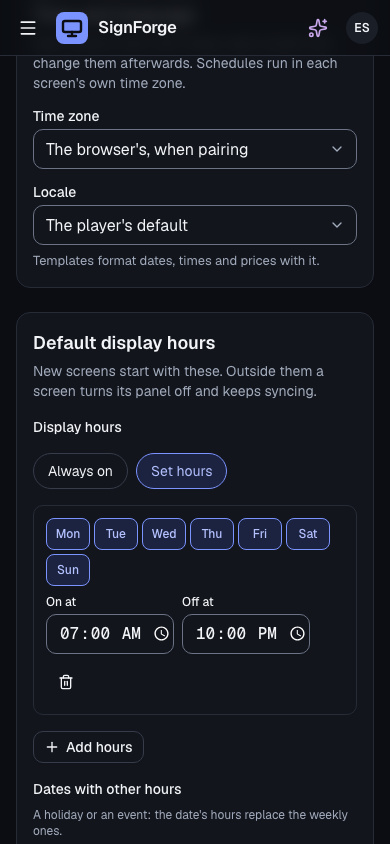 SignForge
ES
change them afterwards. Schedules run in each
screen's own time zone.
Time zone
The browser's, when pairing
Locale
The player's default
Templates format dates, times and prices with it.
Default display hours
New screens start with these. Outside them a
screen turns its panel off and keeps syncing.
Display hours
Always on
Set hours
Mon
Tue
Wed
Thu
Fri
Sat
Sun
On at
Off at
07:00 AM
10:00 PM
Add hours
Dates with other hours
A holiday or an event: the date's hours replace the weekly
ones.